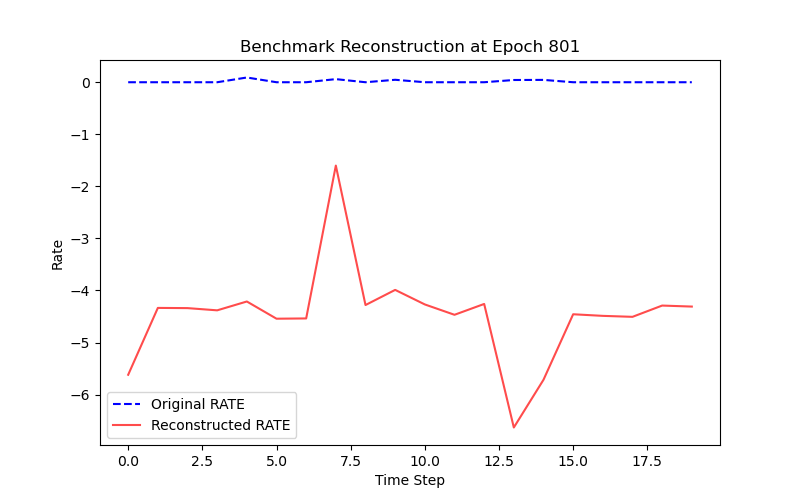 Benchmark Reconstruction at Epoch 801
Rate
0
−1
−2
−3
−4
−5
−6
Original RATE
Reconstructed RATE
0.0 2.5 5.0 7.5 10.0 12.5 15.0 17.5
Time Step